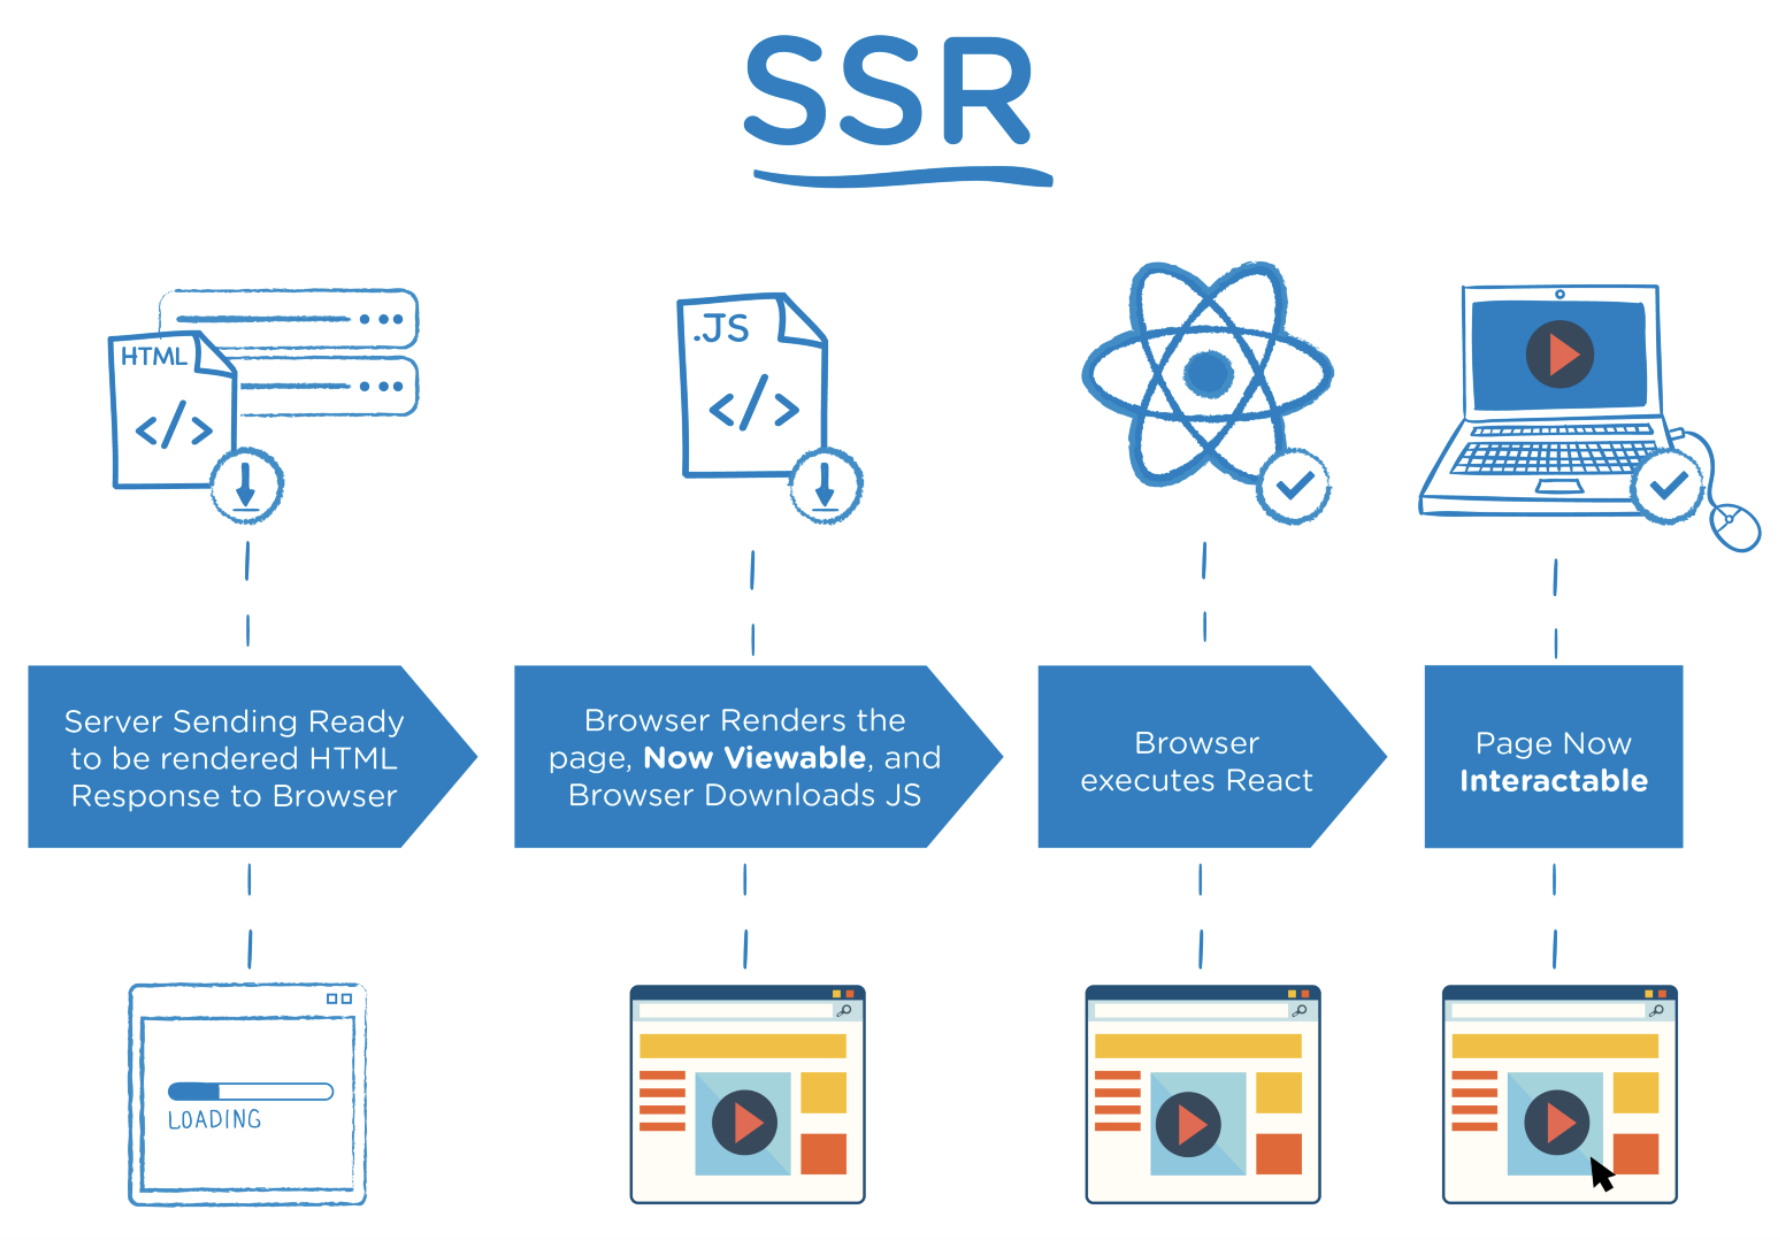 SSR
HTML
</>
.JS
</>
Server Sending Ready
to be rendered HTML
Response to Browser
Browser Renders the
page, Now Viewable, and
Browser Downloads JS
Browser
executes React
Page Now
Interactable
LOADING